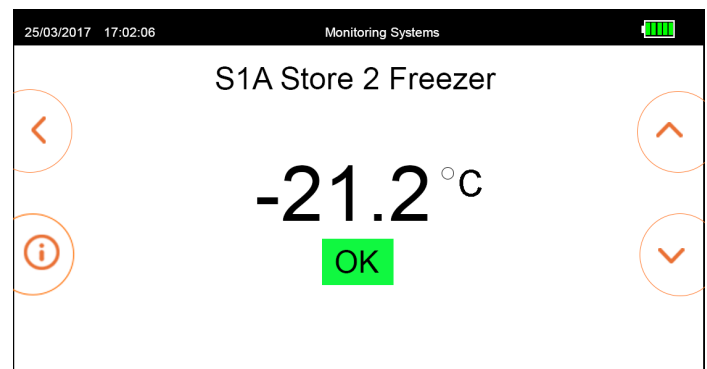 25/03/2017 17:02:06 Monitoring Systems
S1A Store 2 Freezer
-21.2 °C
OK